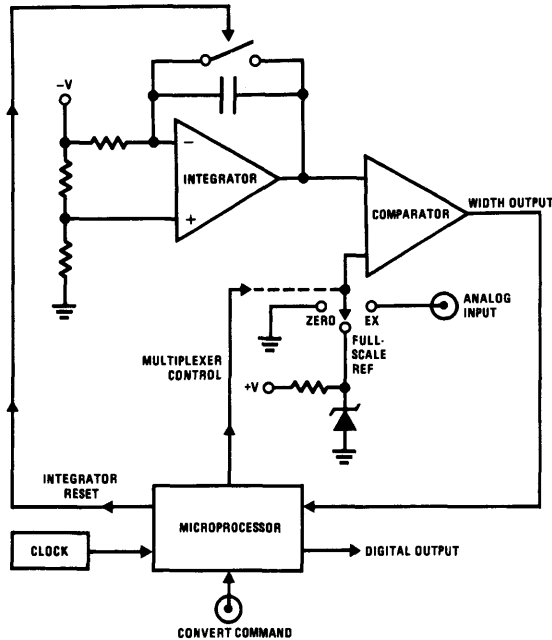 −V
−
INTEGRATOR
+
COMPARATOR
WIDTH OUTPUT
ANALOG
INPUT
ZERO
EX
FULL-
SCALE
REF
MULTIPLEXER
CONTROL
+V
INTEGRATOR
RESET
MICROPROCESSOR
CLOCK
DIGITAL OUTPUT
CONVERT COMMAND